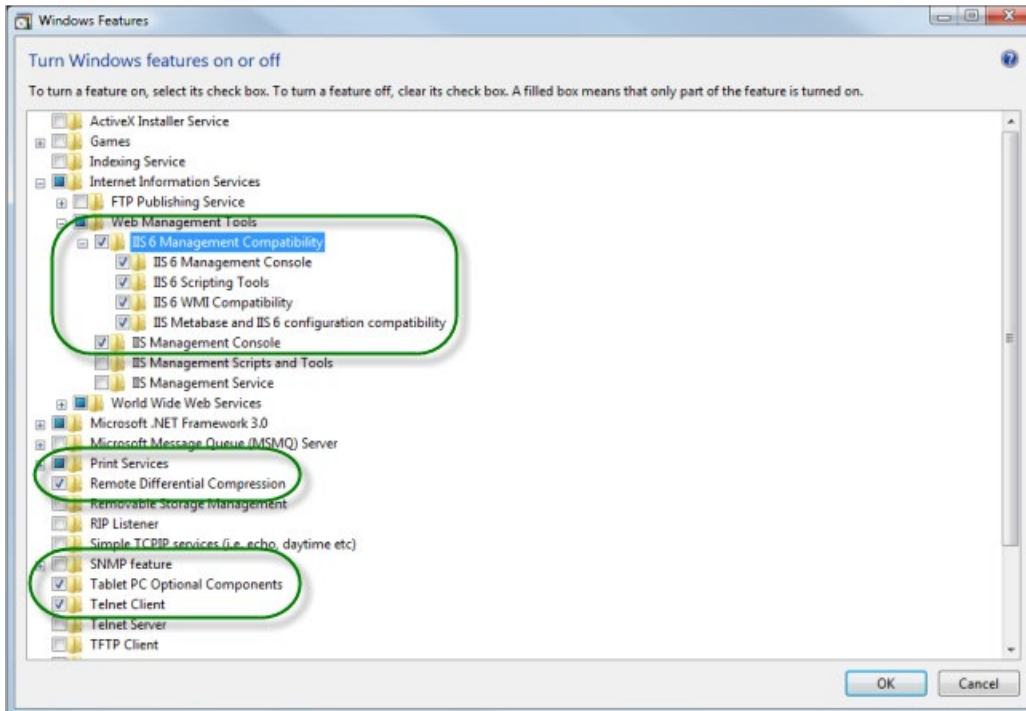 Windows Features
Turn Windows features on or off
To turn a feature on, select its check box. To turn a feature off, clear its check box. A filled box means that only part of the feature is turned on.
ActiveX Installer Service
Games
Indexing Service
Internet Information Services
FTP Publishing Service
Web Management Tools
IIS 6 Management Compatibility
IIS 6 Management Console
IIS 6 Scripting Tools
IIS 6 WMI Compatibility
IIS Metabase and IIS 6 configuration compatibility
IIS Management Console
IIS Management Scripts and Tools
IIS Management Service
World Wide Web Services
Microsoft .NET Framework 3.0
Microsoft Message Queue (MSMQ) Server
Print Services
Remote Differential Compression
Removable Storage Management
RIP Listener
Simple TCPIP services (i.e. echo, daytime etc)
SNMP feature
Tablet PC Optional Components
Telnet Client
Telnet Server
TFTP Client
OK Cancel